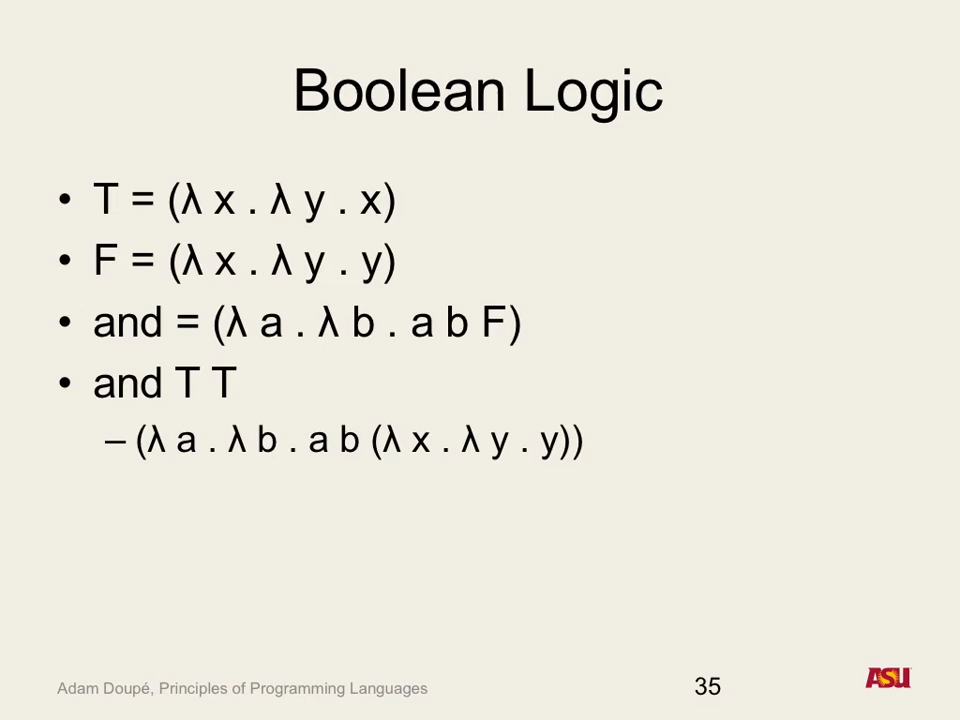 Boolean Logic
• T = (λ x . λ y . x)
• F = (λ x . λ y . y)
• and = (λ a . λ b . a b F)
• and T T
– (λ a . λ b . a b (λ x . λ y . y))
Adam Doupé, Principles of Programming Languages
35
ASU